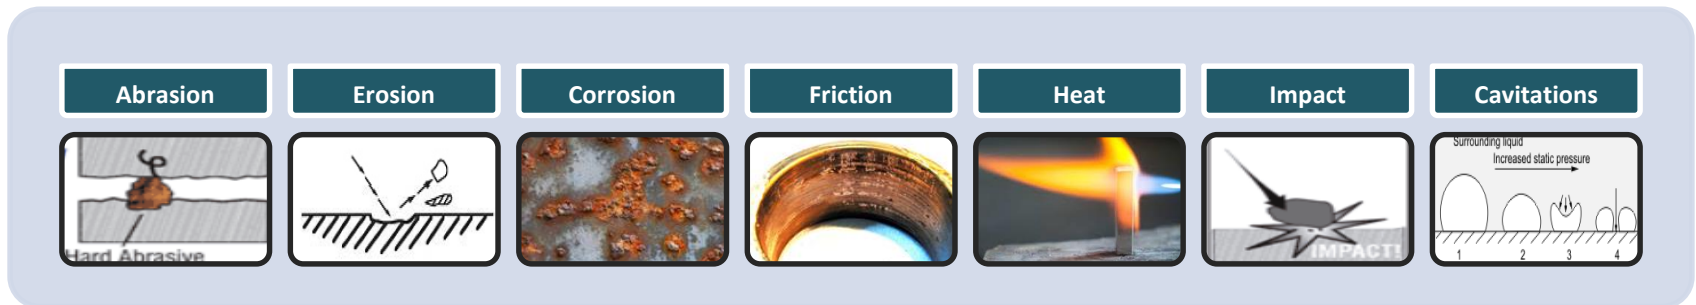 Abrasion
Erosion
Corrosion
Friction
Heat
Impact
Cavitations
Hard Abrasive
IMPACT!
Surrounding liquid
Increased static pressure
1
2
3
4